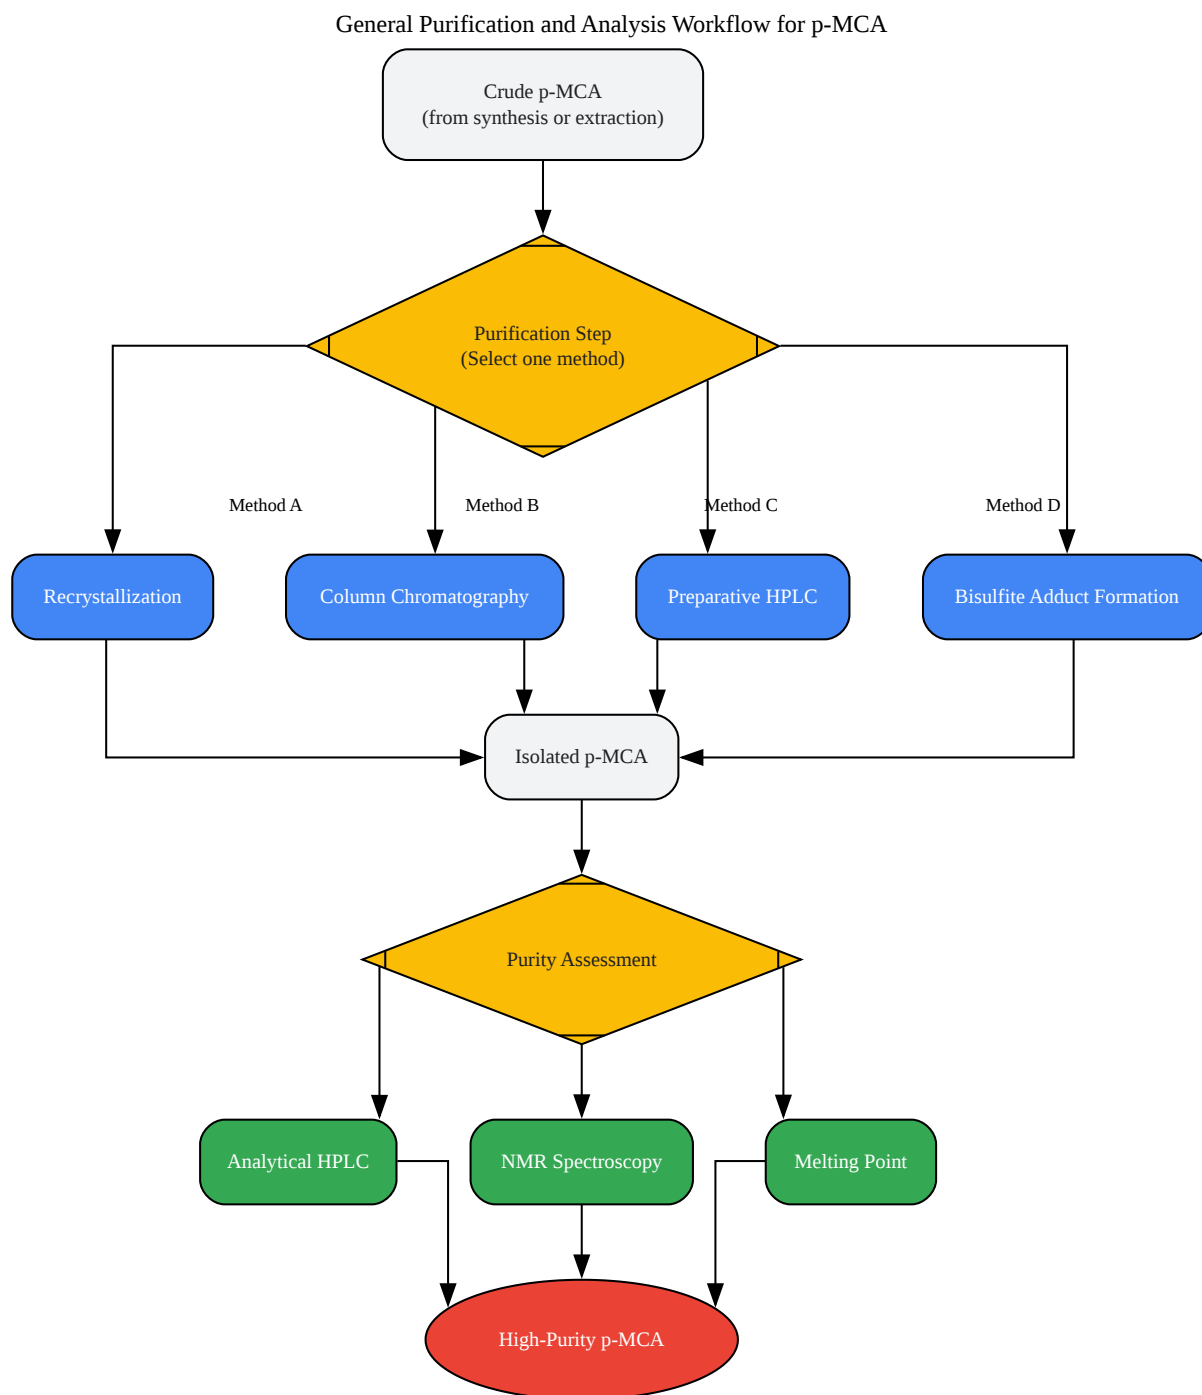 General Purification and Analysis Workflow for p-MCA
Crude p-MCA
(from synthesis or extraction)
Purification Step
(Select one method)
Method A
Method B
Method C
Method D
Recrystallization
Column Chromatography
Preparative HPLC
Bisulfite Adduct Formation
Isolated p-MCA
Purity Assessment
Analytical HPLC
NMR Spectroscopy
Melting Point
High-Purity p-MCA